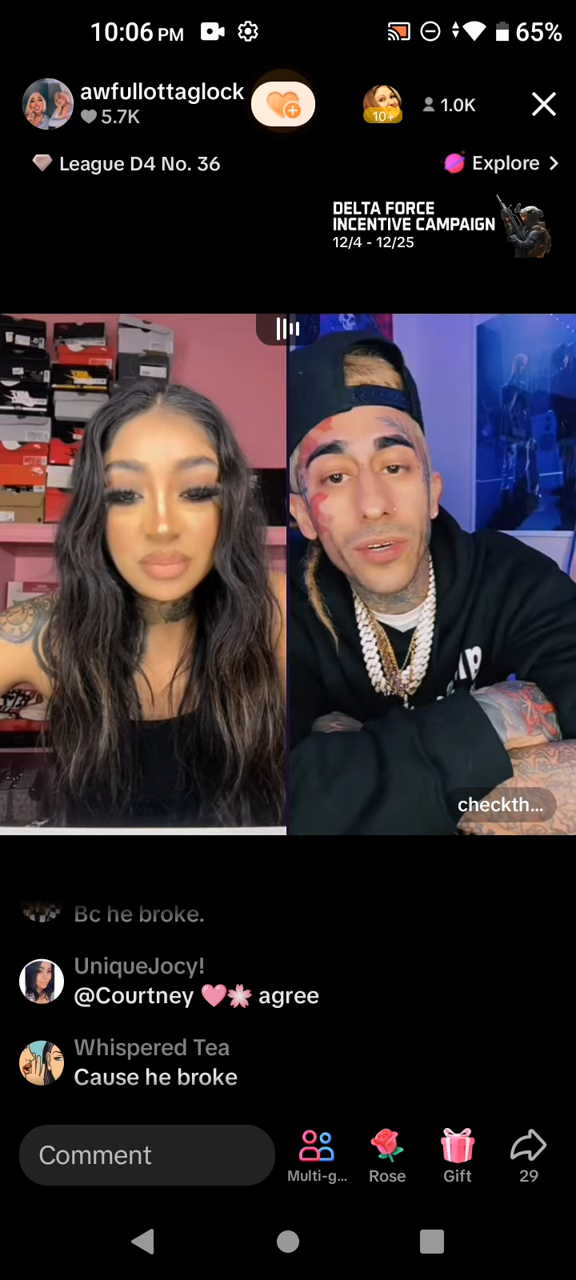 10:06 PM
65%
awfullottaglock
5.7K
10+
1.0K
League D4 No. 36
Explore >
DELTA FORCE
INCENTIVE CAMPAIGN
12/4 - 12/25
checkth...
Bc he broke.
UniqueJocy!
@Courtney 🩷🌸 agree
Whispered Tea
Cause he broke
Comment
Multi-g...
Rose
Gift
29